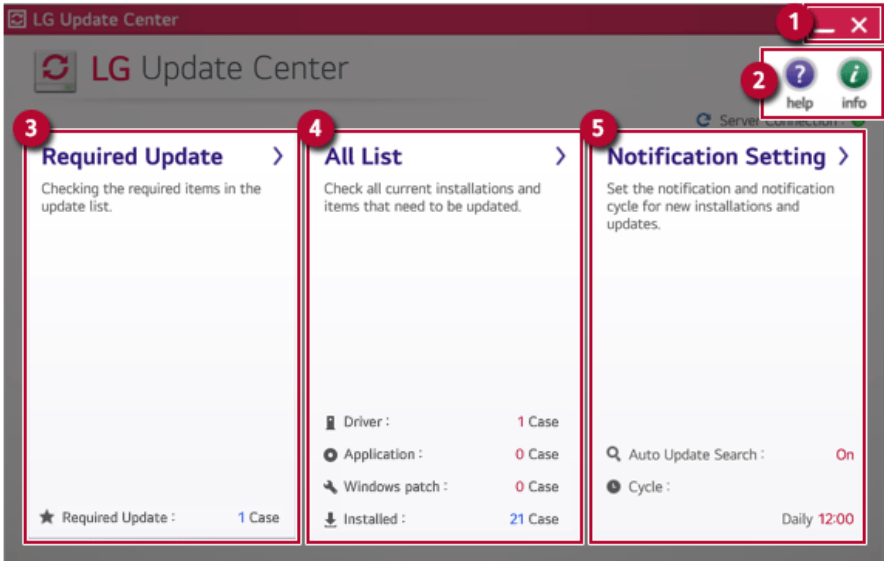 LG Update Center
1
LG Update Center
2
help info
Server Connection :
3
Required Update >
Checking the required items in the
update list.
★ Required Update : 1 Case
4
All List >
Check all current installations and
items that need to be updated.
Driver : 1 Case
Application : 0 Case
Windows patch : 0 Case
Installed : 21 Case
5
Notification Setting >
Set the notification and notification
cycle for new installations and
updates.
Auto Update Search : On
Cycle :
Daily 12:00